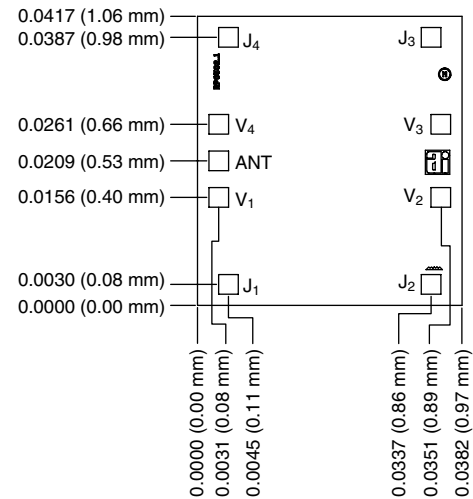 0.0417 (1.06 mm)
0.0387 (0.98 mm)
J4
J3
0.0261 (0.66 mm)
V4
V3
0.0209 (0.53 mm)
ANT
0.0156 (0.40 mm)
V1
V2
0.0030 (0.08 mm)
J1
J2
0.0000 (0.00 mm)
0.0000 (0.00 mm)
0.0031 (0.08 mm)
0.0045 (0.11 mm)
0.0337 (0.86 mm)
0.0351 (0.89 mm)
0.0382 (0.97 mm)